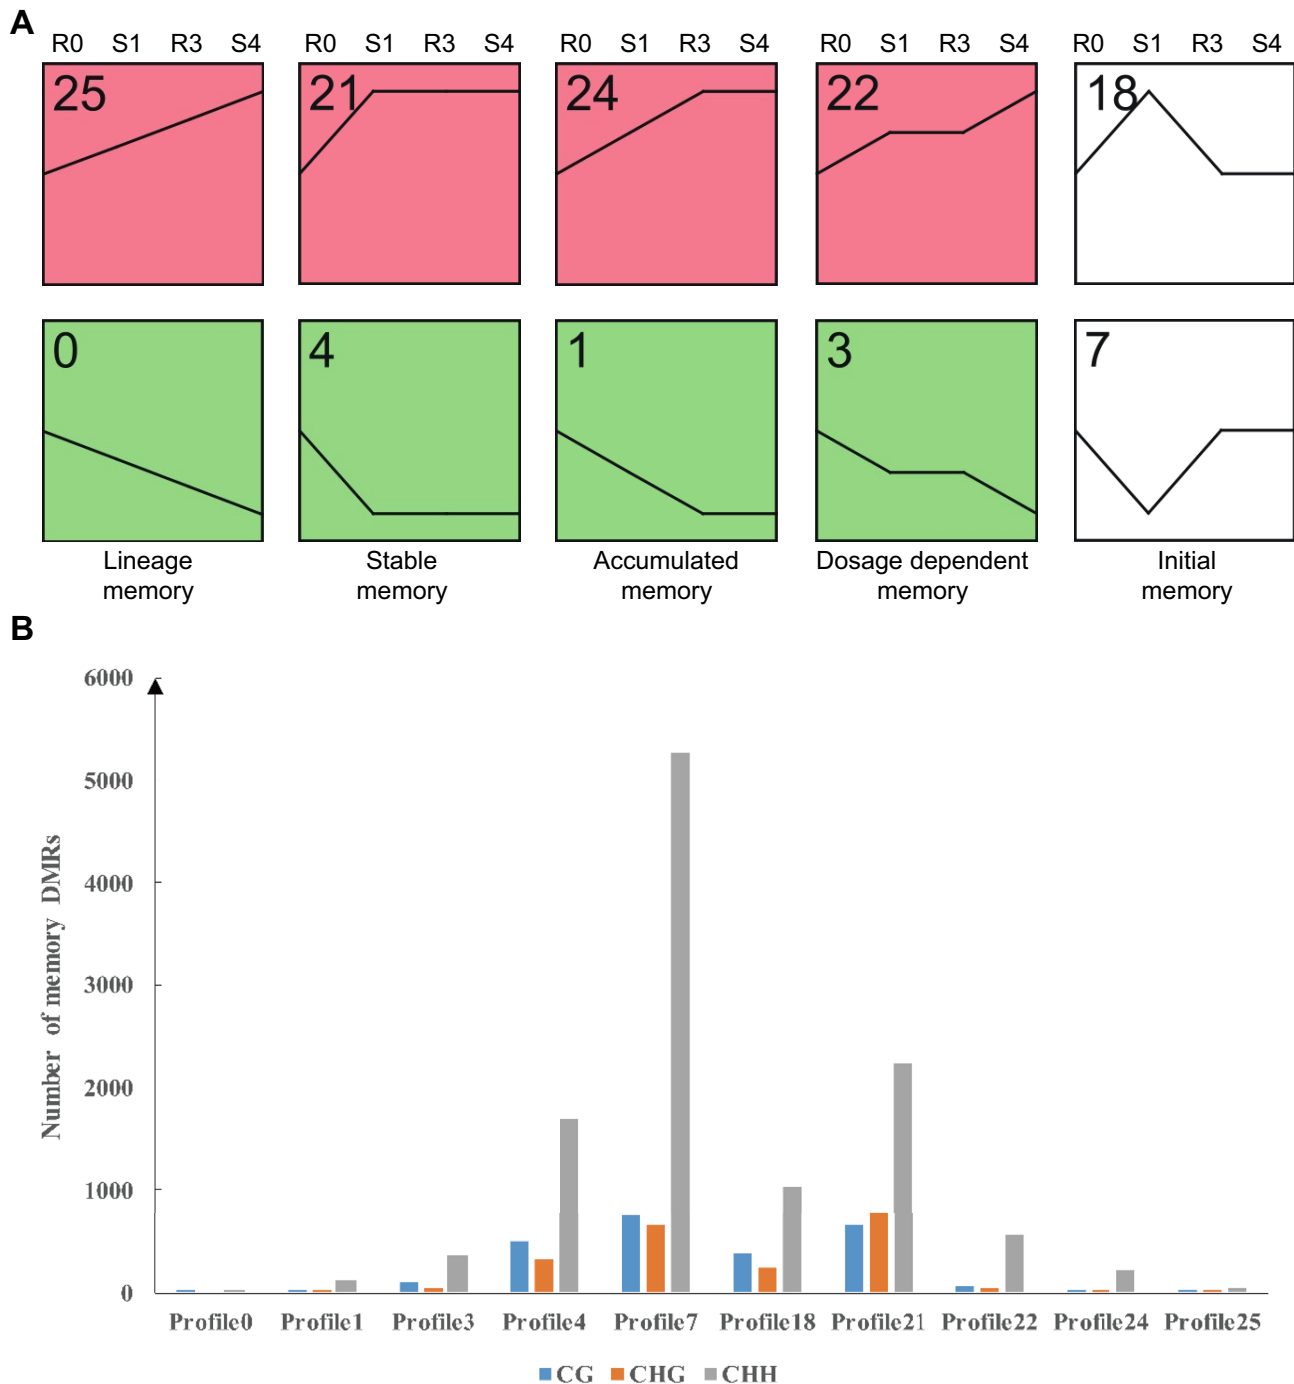 A
R0 S1 R3 S4 R0 S1 R3 S4 R0 S1 R3 S4 R0 S1 R3 S4 R0 S1 R3 S4
25 21 24 22 18
0 4 1 3 7
Lineage memory
Stable memory
Accumulated memory
Dosage dependent memory
Initial memory
B
Number of memory DMRs
6000
5000
4000
3000
2000
1000
0
Profile0 Profile1 Profile3 Profile4 Profile7 Profile18 Profile21 Profile22 Profile24 Profile25
CG CHG CHH